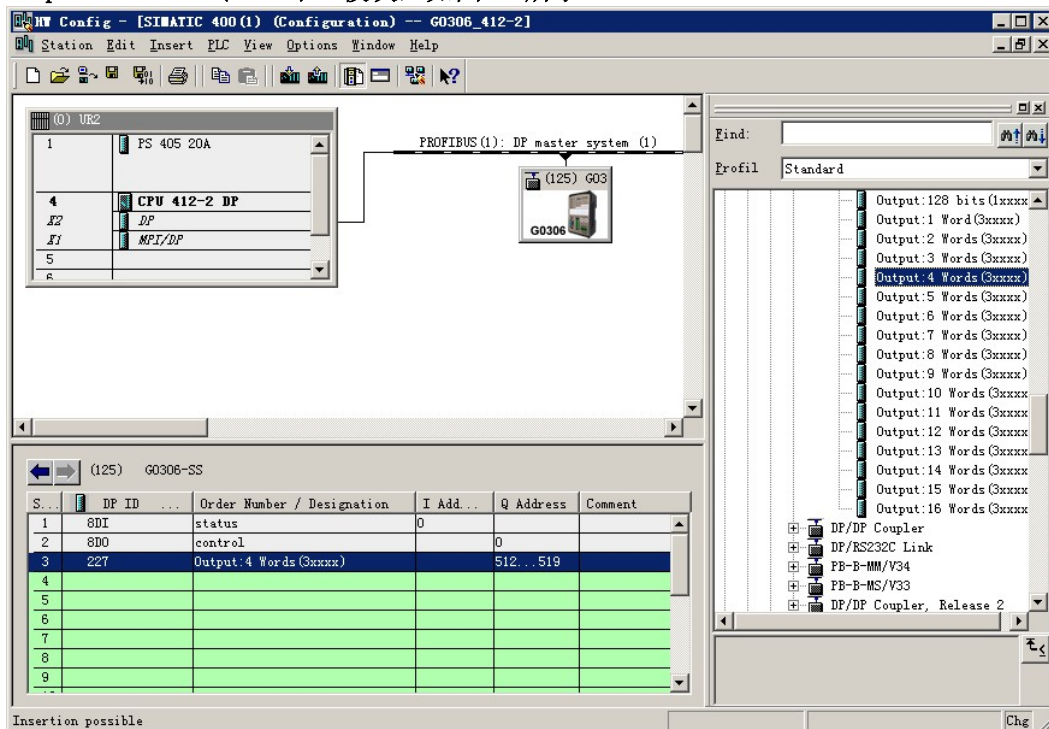 HW Config - [SIMATIC 400(1) (Configuration) -- G0306_412-2]
Station Edit Insert PLC View Options Window Help
(0) UR2
1 PS 405 20A
4 CPU 412-2 DP
X2 DP
X1 MPI/DP
5
6
PROFIBUS(1): DP master system (1)
(125) G03
G0306
Find:
Profil Standard
Output:128 bits(1xxxx
Output:1 Word(3xxxx)
Output:2 Words(3xxxx)
Output:3 Words(3xxxx)
Output:4 Words(3xxxx)
Output:5 Words(3xxxx)
Output:6 Words(3xxxx)
Output:7 Words(3xxxx)
Output:8 Words(3xxxx)
Output:9 Words(3xxxx)
Output:10 Words(3xxxx
Output:11 Words(3xxxx
Output:12 Words(3xxxx
Output:13 Words(3xxxx
Output:14 Words(3xxxx
Output:15 Words(3xxxx
Output:16 Words(3xxxx
DP/DP Coupler
DP/RS232C Link
PB-B-MM/V34
PB-B-MS/V33
DP/DP Coupler, Release 2
(125) G0306-SS
S... DP ID ... Order Number / Designation I Add... Q Address Comment
1 8DI status 0
2 8DO control 0
3 227 Output:4 Words(3xxxx) 512...519
4
5
6
7
8
9
Insertion possible Chg